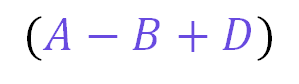 (A − B + D)